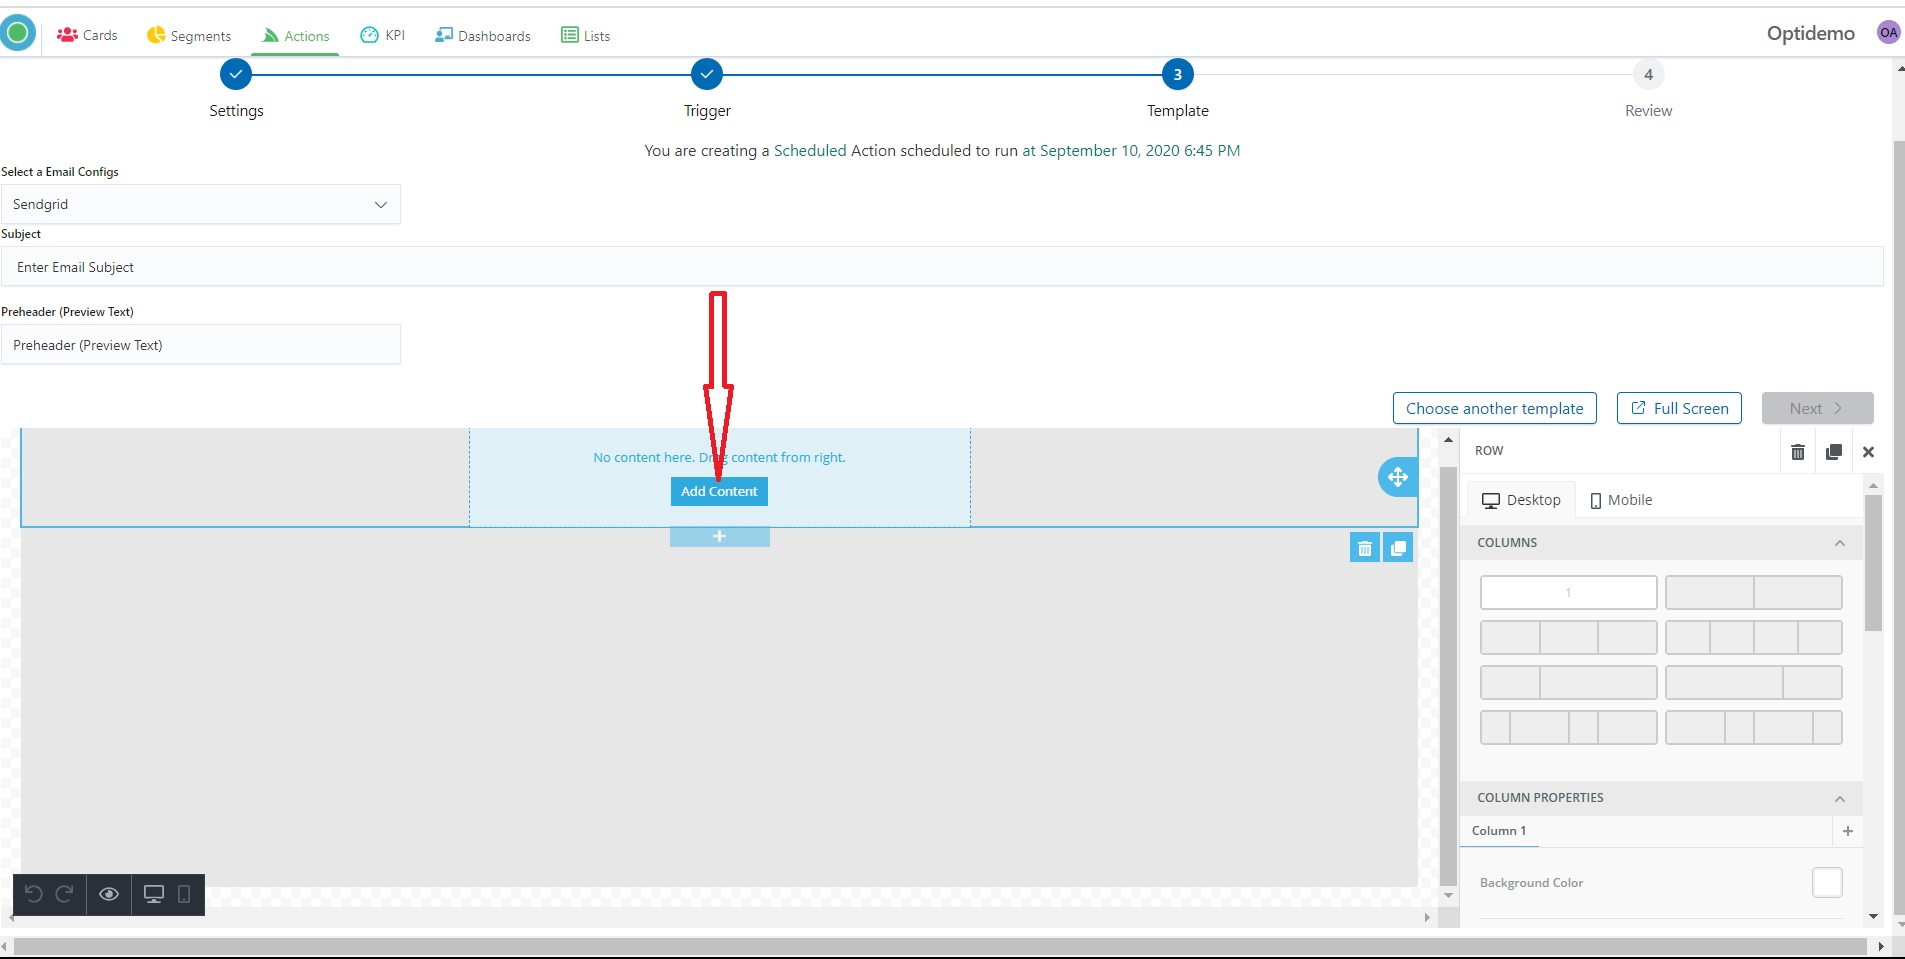 Cards Segments Actions KPI Dashboards Lists Optidemo OA
3 4
Settings Trigger Template Review
You are creating a Scheduled Action scheduled to run at September 10, 2020 6:45 PM
Select a Email Configs
Sendgrid
Subject
Enter Email Subject
Preheader (Preview Text)
Preheader (Preview Text)
Choose another template Full Screen Next
No content here. Drag content from right.
Add Content
ROW
Desktop Mobile
COLUMNS
1
COLUMN PROPERTIES
Column 1
Background Color